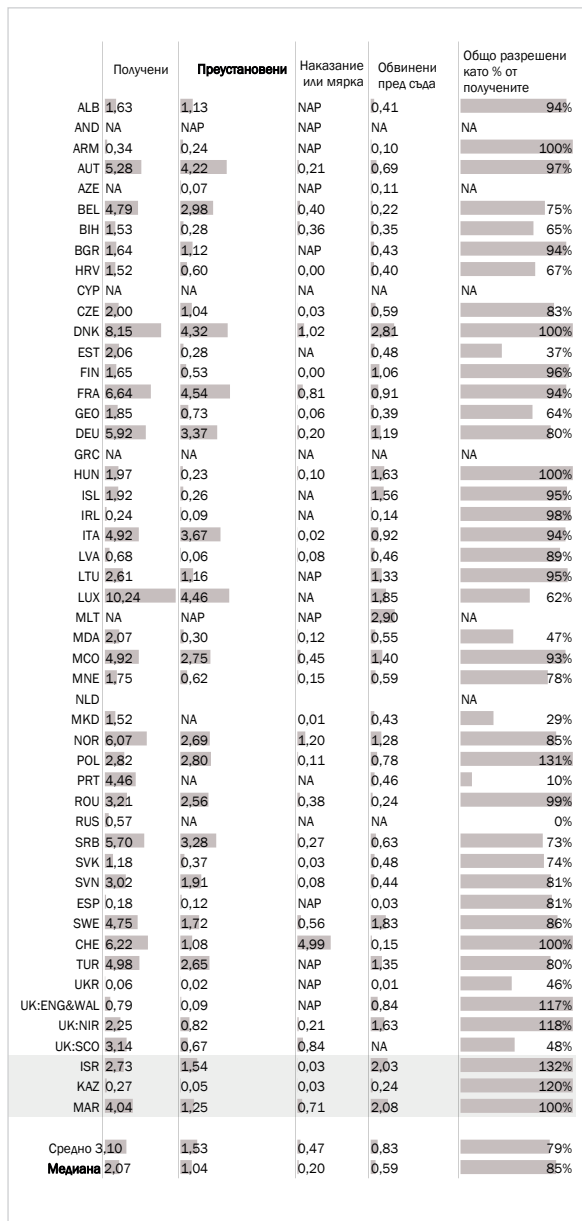 Получени Преустановени Наказание или мярка Обвинени пред съда Общо разрешени като % от получените
ALB 1,63 1,13 NAP 0,41 94%
AND NA NAP NAP NA NA
ARM 0,34 0,24 NAP 0,10 100%
AUT 5,28 4,22 0,21 0,69 97%
AZE NA 0,07 NAP 0,11 NA
BEL 4,79 2,98 0,40 0,22 75%
BIH 1,53 0,28 0,36 0,35 65%
BGR 1,64 1,12 NAP 0,43 94%
HRV 1,52 0,60 0,00 0,40 67%
CYP NA NA NA NA NA
CZE 2,00 1,04 0,03 0,59 83%
DNK 8,15 4,32 1,02 2,81 100%
EST 2,06 0,28 NA 0,48 37%
FIN 1,65 0,53 0,00 1,06 96%
FRA 6,64 4,54 0,81 0,91 94%
GEO 1,85 0,73 0,06 0,39 64%
DEU 5,92 3,37 0,20 1,19 80%
GRC NA NA NA NA NA
HUN 1,97 0,23 0,10 1,63 100%
ISL 1,92 0,26 NA 1,56 95%
IRL 0,24 0,09 NA 0,14 98%
ITA 4,92 3,67 0,02 0,92 94%
LVA 0,68 0,06 0,08 0,46 89%
LTU 2,61 1,16 NAP 1,33 95%
LUX 10,24 4,46 NA 1,85 62%
MLT NA NAP NAP 2,90 NA
MDA 2,07 0,30 0,12 0,55 47%
MCO 4,92 2,75 0,45 1,40 93%
MNE 1,75 0,62 0,15 0,59 78%
NLD NA
MKD 1,52 NA 0,01 0,43 29%
NOR 6,07 2,69 1,20 1,28 85%
POL 2,82 2,80 0,11 0,78 131%
PRT 4,46 NA NA 0,46 10%
ROU 3,21 2,56 0,38 0,24 99%
RUS 0,57 NA NA NA 0%
SRB 5,70 3,28 0,27 0,63 73%
SVK 1,18 0,37 0,03 0,48 74%
SVN 3,02 1,91 0,08 0,44 81%
ESP 0,18 0,12 NAP 0,03 81%
SWE 4,75 1,72 0,56 1,83 86%
CHE 6,22 1,08 4,99 0,15 100%
TUR 4,98 2,65 NAP 1,35 80%
UKR 0,06 0,02 NAP 0,01 46%
UK:ENG&WAL 0,79 0,09 NAP 0,84 117%
UK:NIR 2,25 0,82 0,21 1,63 118%
UK:SCO 3,14 0,67 0,84 NA 48%
ISR 2,73 1,54 0,03 2,03 132%
KAZ 0,27 0,05 0,03 0,24 120%
MAR 4,04 1,25 0,71 2,08 100%
Средно 3,10 1,53 0,47 0,83 79%
Медиана 2,07 1,04 0,20 0,59 85%